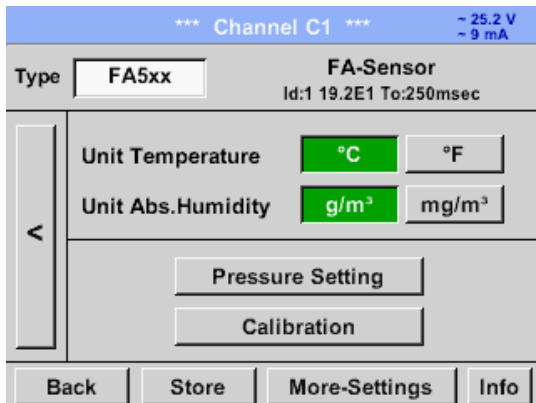 *** Channel C1 ***
~ 25.2 V
~ 9 mA
Type FA5xx
FA-Sensor
Id:1 19.2E1 To:250msec
Unit Temperature °C °F
Unit Abs.Humidity g/m³ mg/m³
<
Pressure Setting
Calibration
Back Store More-Settings Info